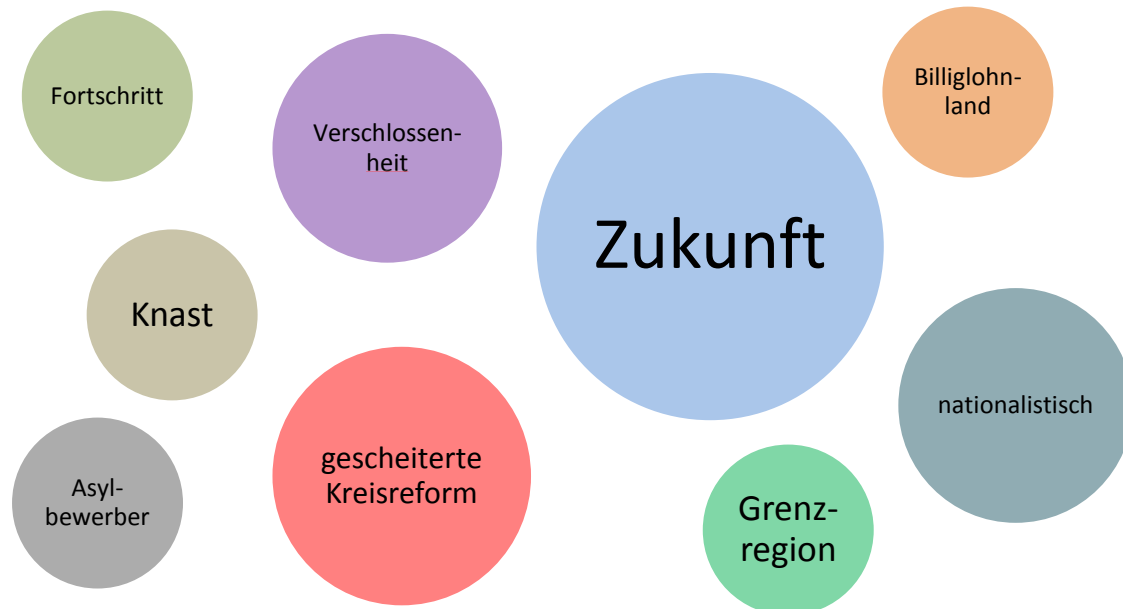 Fortschritt
Verschlossen-
heit
Zukunft
Billiglohn-
land
Knast
nationalistisch
gescheiterte
Kreisreform
Asyl-
bewerber
Grenz-
region